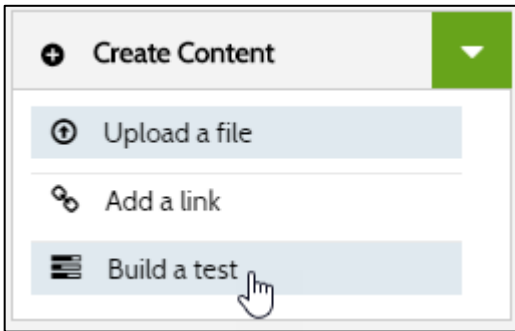 Create Content
Upload a file
Add a link
Build a test